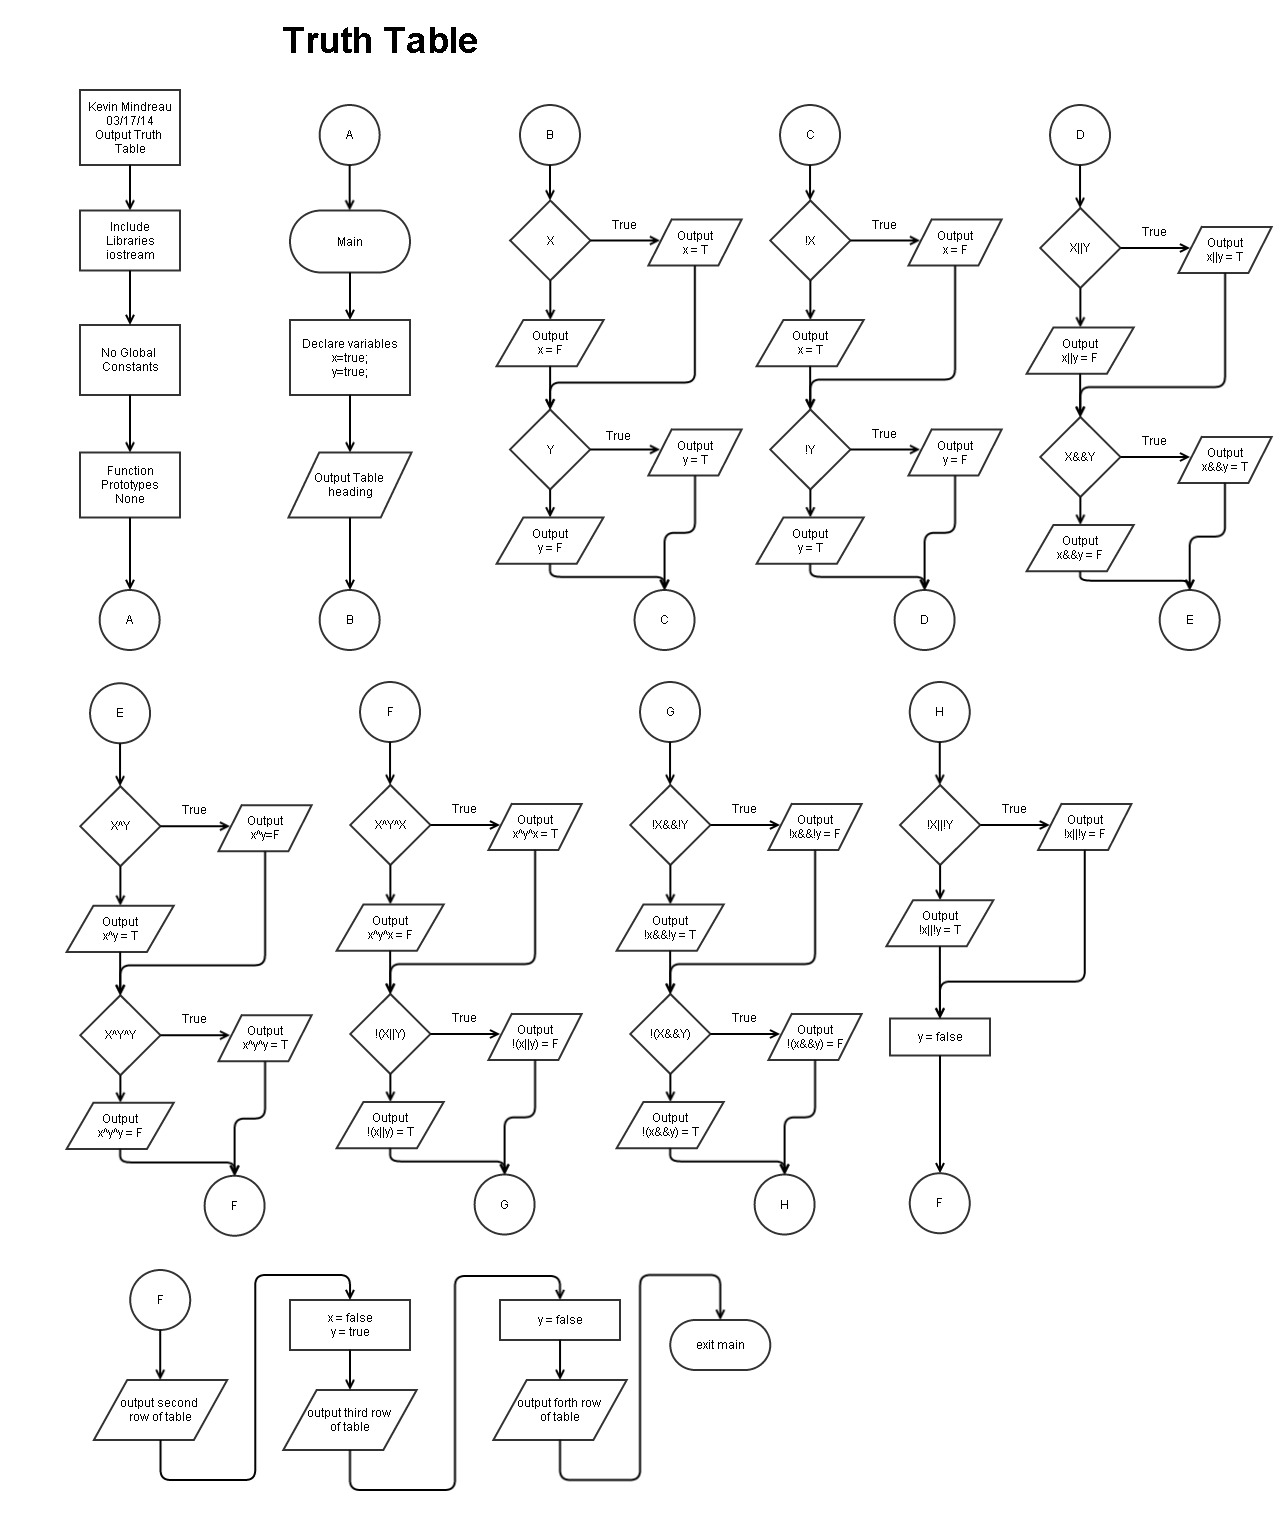 Truth Table
Kevin Mindreau
03/17/14
Output Truth
Table
Include
Libraries
iostream
No Global
Constants
Function
Prototypes
None
A
A
Main
Declare variables
x=true;
y=true;
Output Table
heading
B
B
X
True
Output
x = T
Output
x = F
Y
True
Output
y = T
Output
y = F
C
C
!X
True
Output
x = F
Output
x = T
!Y
True
Output
y = F
Output
y = T
D
D
X||Y
True
Output
x||y = T
Output
x||y = F
X&&Y
True
Output
x&&y = T
Output
x&&y = F
E
E
X^Y
True
Output
x^y=F
Output
x^y = T
X^Y^Y
True
Output
x^y^y = T
Output
x^y^y = F
F
F
X^Y^X
True
Output
x^y^x = T
Output
x^y^x = F
!(X||Y)
True
Output
!(x||y) = F
Output
!(x||y) = T
G
G
!X&&!Y
True
Output
!x&&!y = F
Output
!x&&!y = T
!(X&&Y)
True
Output
!(x&&y) = F
Output
!(x&&y) = T
H
H
!X||!Y
True
Output
!x||!y = F
Output
!x||!y = T
y = false
F
F
output second
row of table
x = false
y = true
output third row
of table
y = false
output forth row
of table
exit main